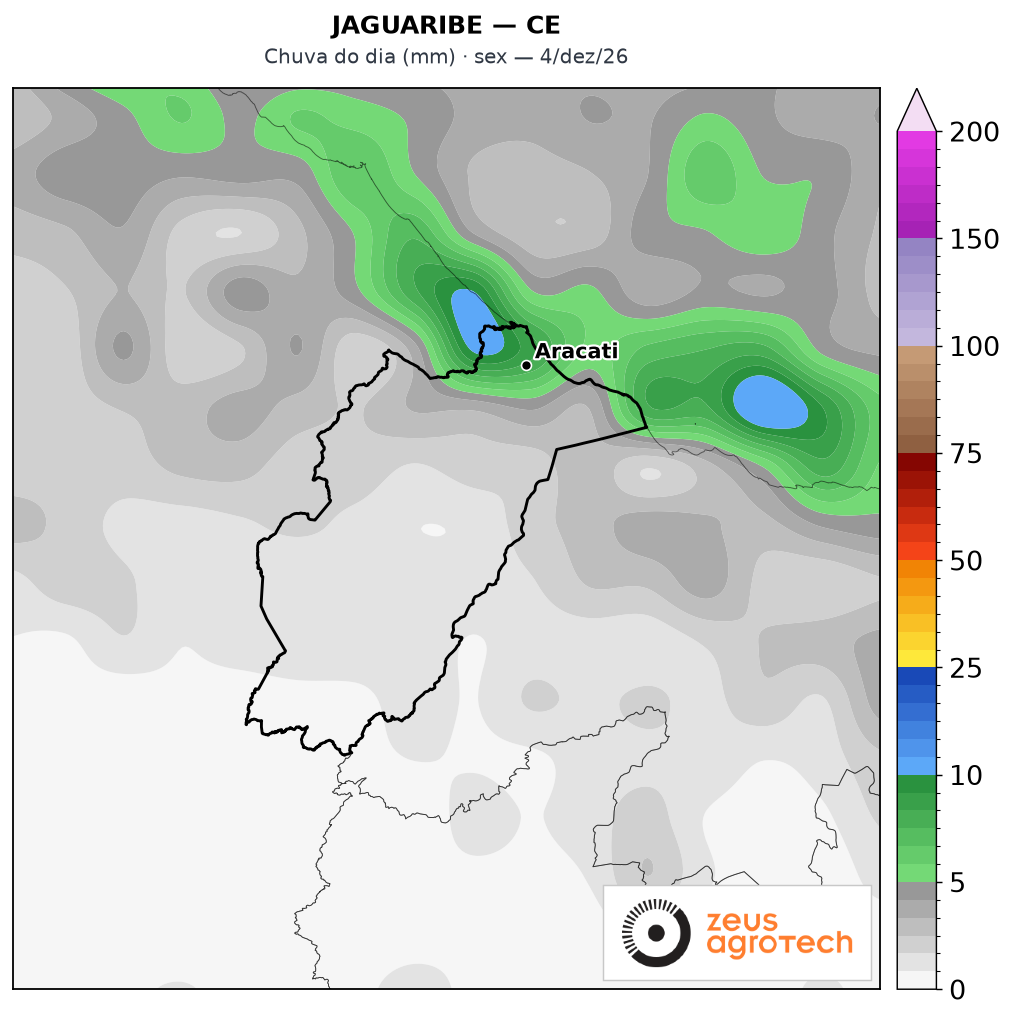 JAGUARIBE — CE
Chuva do dia (mm) · sex — 4/dez/26
200
150
100
75
50
25
10
5
0
Aracati
zeus
agroTech